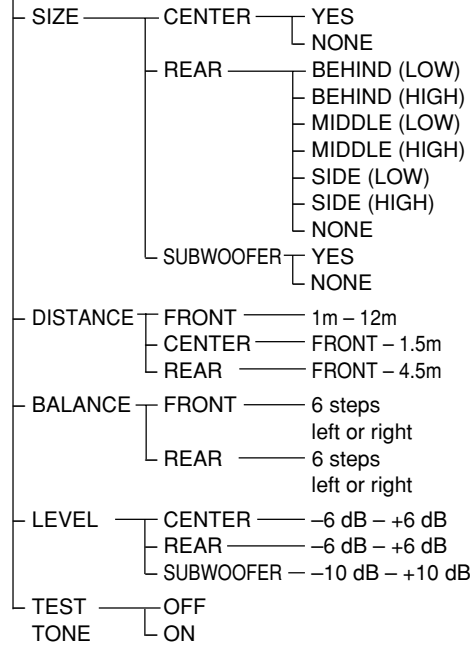 SIZE CENTER YES
NONE
REAR BEHIND (LOW)
BEHIND (HIGH)
MIDDLE (LOW)
MIDDLE (HIGH)
SIDE (LOW)
SIDE (HIGH)
NONE
SUBWOOFER YES
NONE
DISTANCE FRONT 1m – 12m
CENTER FRONT – 1.5m
REAR FRONT – 4.5m
BALANCE FRONT 6 steps
left or right
REAR 6 steps
left or right
LEVEL CENTER –6 dB – +6 dB
REAR –6 dB – +6 dB
SUBWOOFER –10 dB – +10 dB
TEST OFF
TONE ON